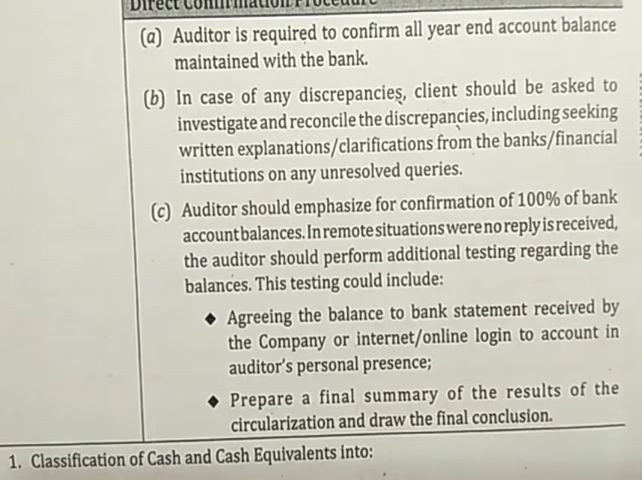 Direct Confirmation Procedure
(a) Auditor is required to confirm all year end account balance
maintained with the bank.
(b) In case of any discrepancies, client should be asked to
investigate and reconcile the discrepancies, including seeking
written explanations/clarifications from the banks/financial
institutions on any unresolved queries.
(c) Auditor should emphasize for confirmation of 100% of bank
account balances. In remote situations were no reply is received,
the auditor should perform additional testing regarding the
balances. This testing could include:
◆ Agreeing the balance to bank statement received by
the Company or internet/online login to account in
auditor's personal presence;
◆ Prepare a final summary of the results of the
circularization and draw the final conclusion.
1. Classification of Cash and Cash Equivalents into: